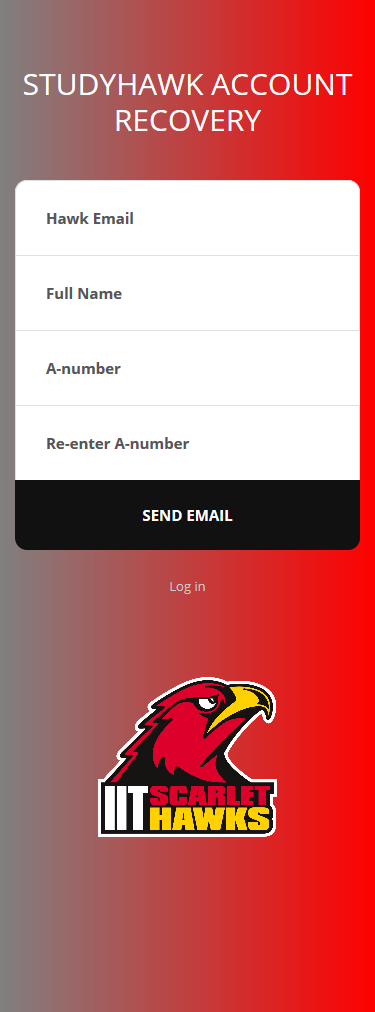 STUDYHAWK ACCOUNT
RECOVERY
Hawk Email
Full Name
A-number
Re-enter A-number
SEND EMAIL
Log in
IIT SCARLET
HAWKS